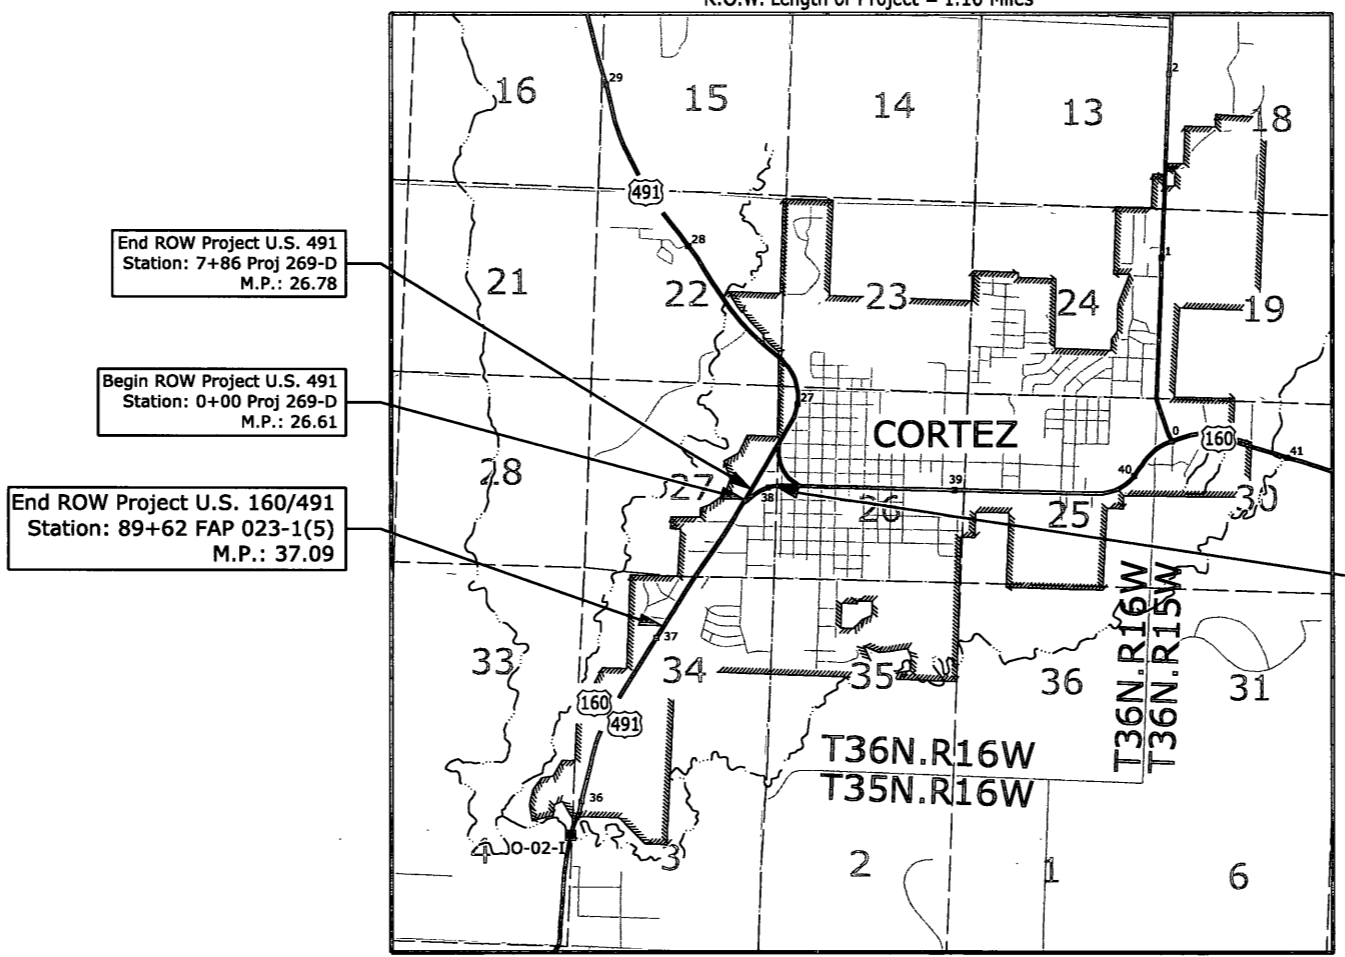 R.O.W. Length of Project = 1.16 Miles
16
15
14
13
18
29
2
491
28
1
End ROW Project U.S. 491
Station: 7+86 Proj 269-D
M.P.: 26.78
21
22
23
24
19
Begin ROW Project U.S. 491
Station: 0+00 Proj 269-D
M.P.: 26.61
27
CORTEZ
0
160
41
28
27
38
39
40
26
25
30
End ROW Project U.S. 160/491
Station: 89+62 FAP 023-1(5)
M.P.: 37.09
37
33
34
35
36
31
T36N.R16W
T36N.R15W
160
491
T36N.R16W
T35N.R16W
36
4
O-02-I
3
2
1
6